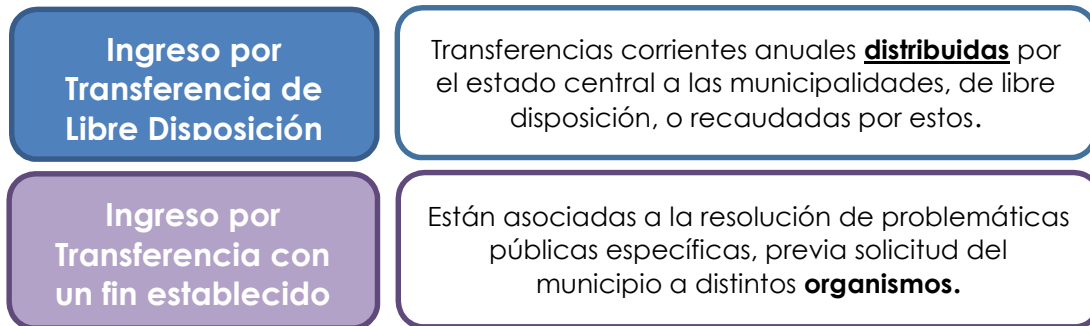 Ingreso por
Transferencia de
Libre Disposición
Transferencias corrientes anuales distribuidas por
el estado central a las municipalidades, de libre
disposición, o recaudadas por estos.
Ingreso por
Transferencia con
un fin establecido
Están asociadas a la resolución de problemáticas
públicas específicas, previa solicitud del
municipio a distintos organismos.